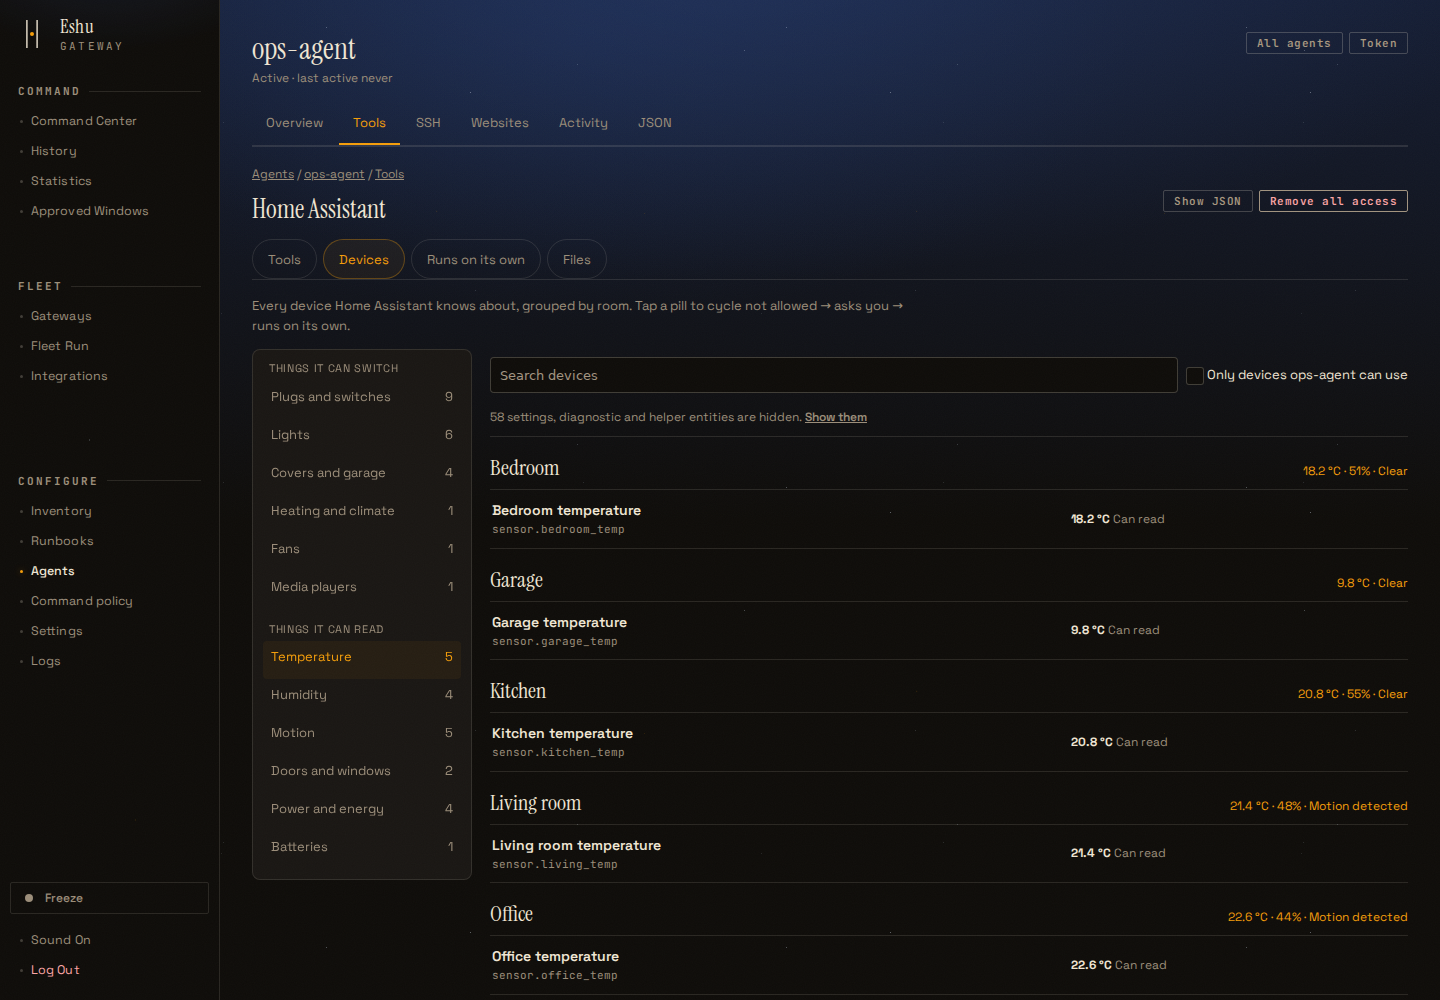 Eshu
GATEWAY
COMMAND
Command Center
History
Statistics
Approved Windows
FLEET
Gateways
Fleet Run
Integrations
CONFIGURE
Inventory
Runbooks
Agents
Command policy
Settings
Logs
Freeze
Sound On
Log Out
ops-agent
Active · last active never
All agents
Token
Overview
Tools
SSH
Websites
Activity
JSON
Agents / ops-agent / Tools
Home Assistant
Show JSON
Remove all access
Tools
Devices
Runs on its own
Files
Every device Home Assistant knows about, grouped by room. Tap a pill to cycle not allowed → asks you →
runs on its own.
THINGS IT CAN SWITCH
Plugs and switches 9
Lights 6
Covers and garage 4
Heating and climate 1
Fans 1
Media players 1
THINGS IT CAN READ
Temperature 5
Humidity 4
Motion 5
Doors and windows 2
Power and energy 4
Batteries 1
Search devices
Only devices ops-agent can use
58 settings, diagnostic and helper entities are hidden. Show them
Bedroom
18.2 °C · 51% · Clear
Bedroom temperature
sensor.bedroom_temp
18.2 °C Can read
Garage
9.8 °C · Clear
Garage temperature
sensor.garage_temp
9.8 °C Can read
Kitchen
20.8 °C · 55% · Clear
Kitchen temperature
sensor.kitchen_temp
20.8 °C Can read
Living room
21.4 °C · 48% · Motion detected
Living room temperature
sensor.living_temp
21.4 °C Can read
Office
22.6 °C · 44% · Motion detected
Office temperature
sensor.office_temp
22.6 °C Can read